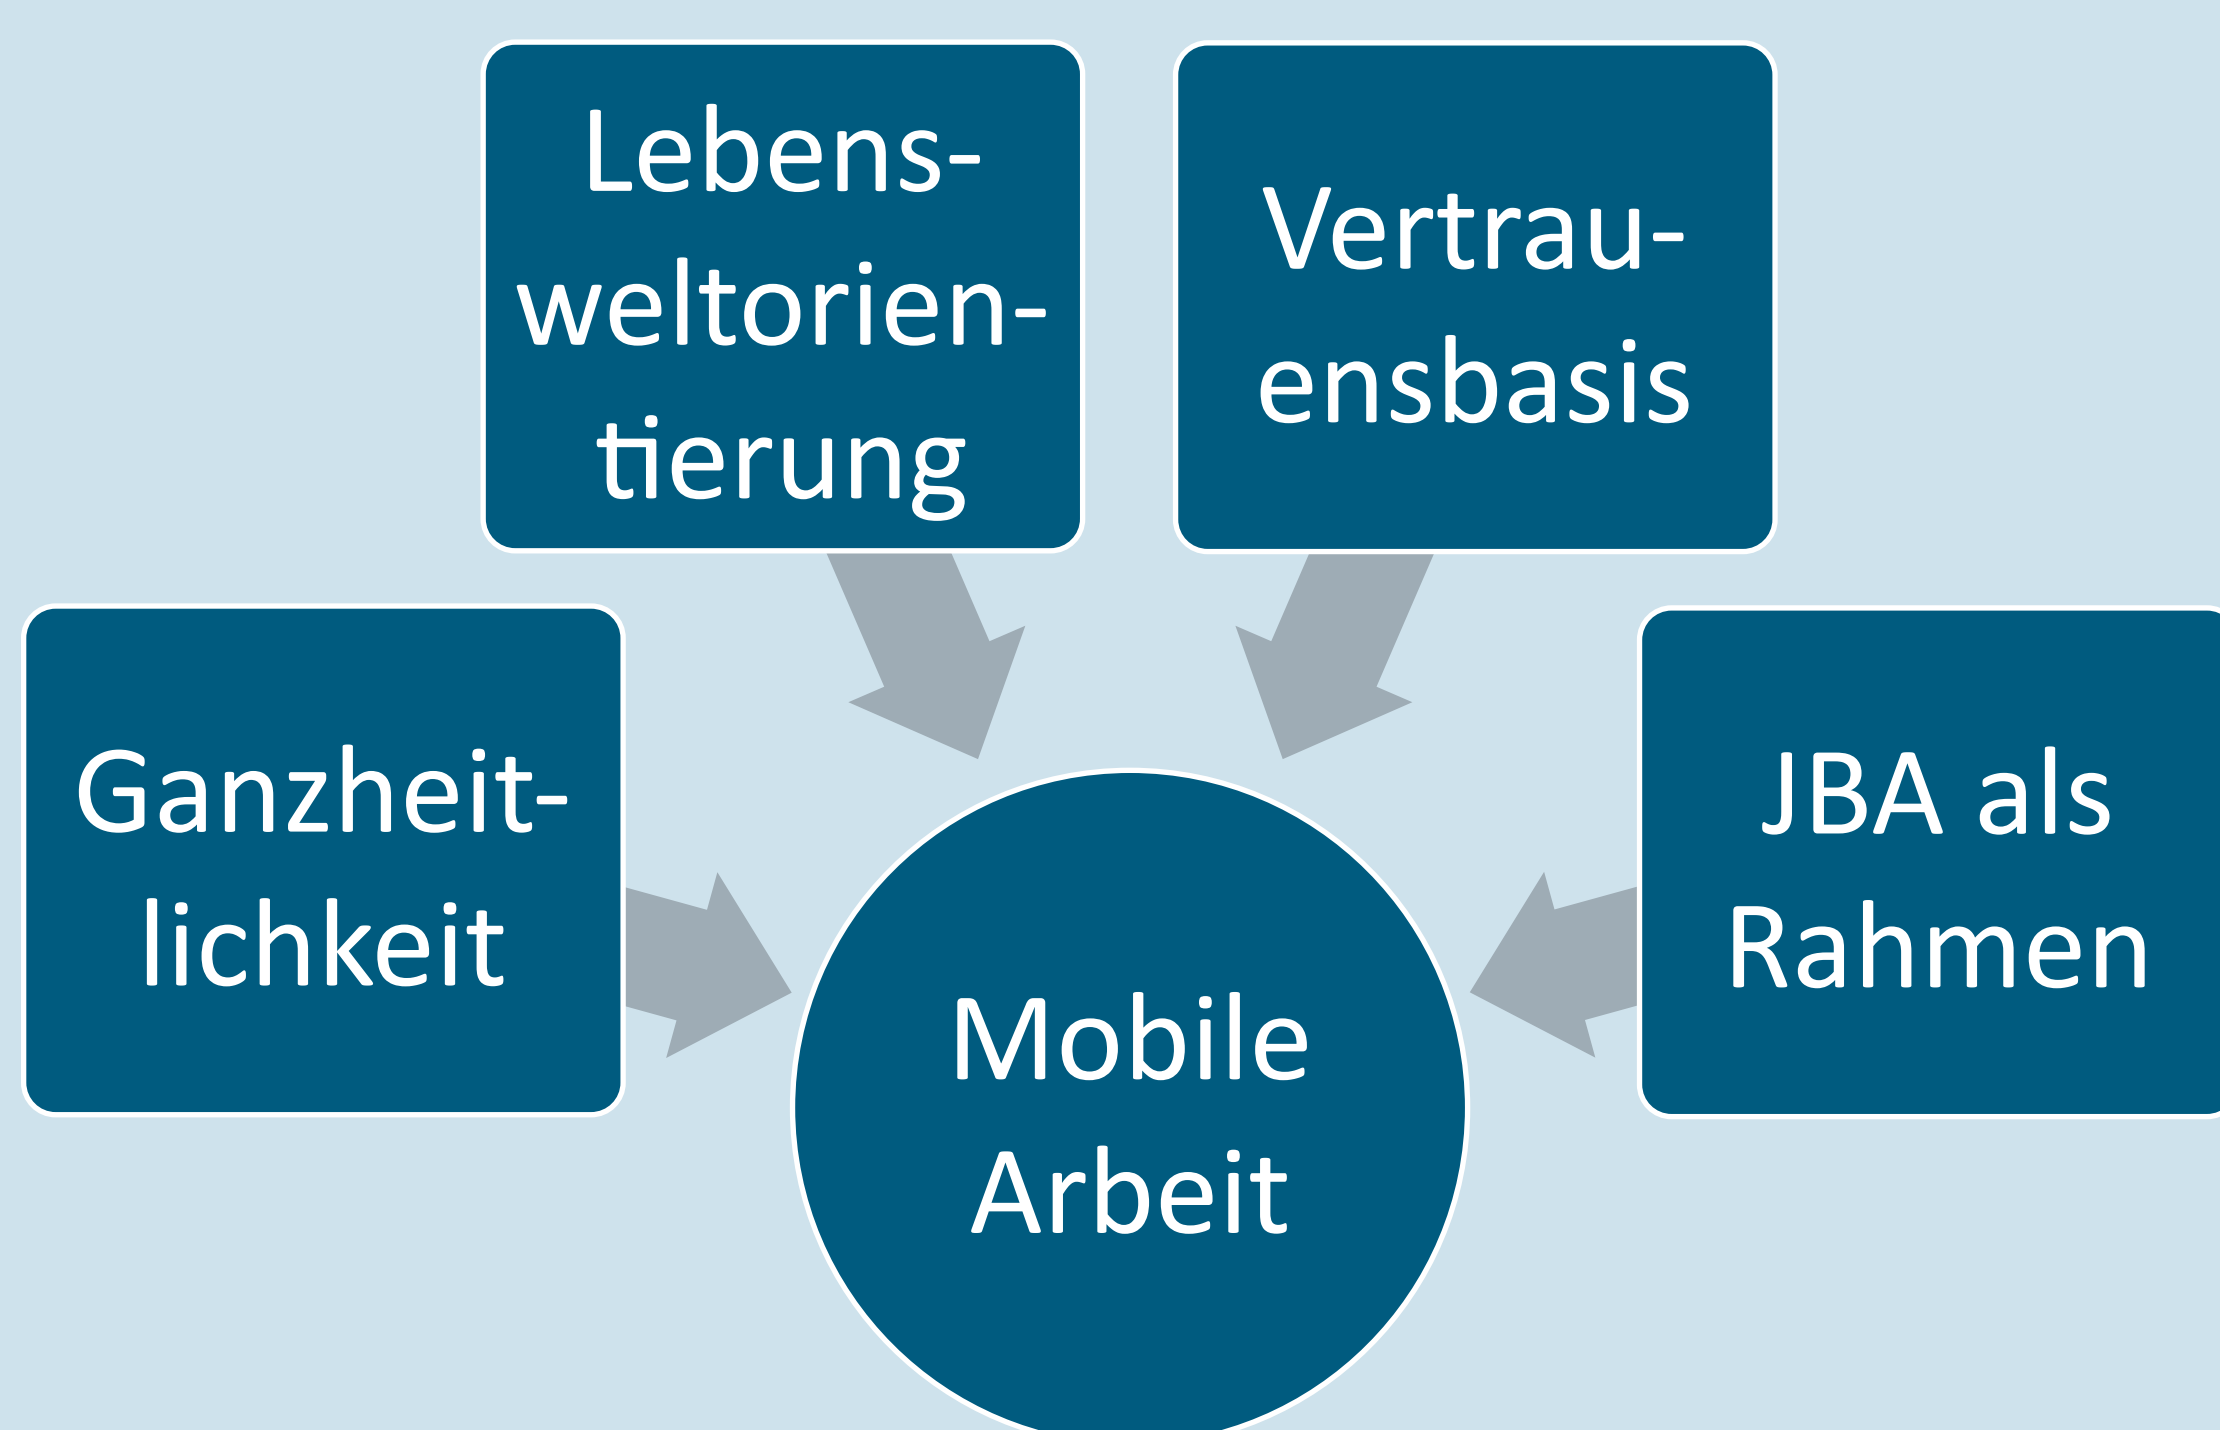 Lebens-
weltorien-
tierung
Vertrau-
ensbasis
Ganzheit-
lichkeit
JBA als
Rahmen
Mobile
Arbeit